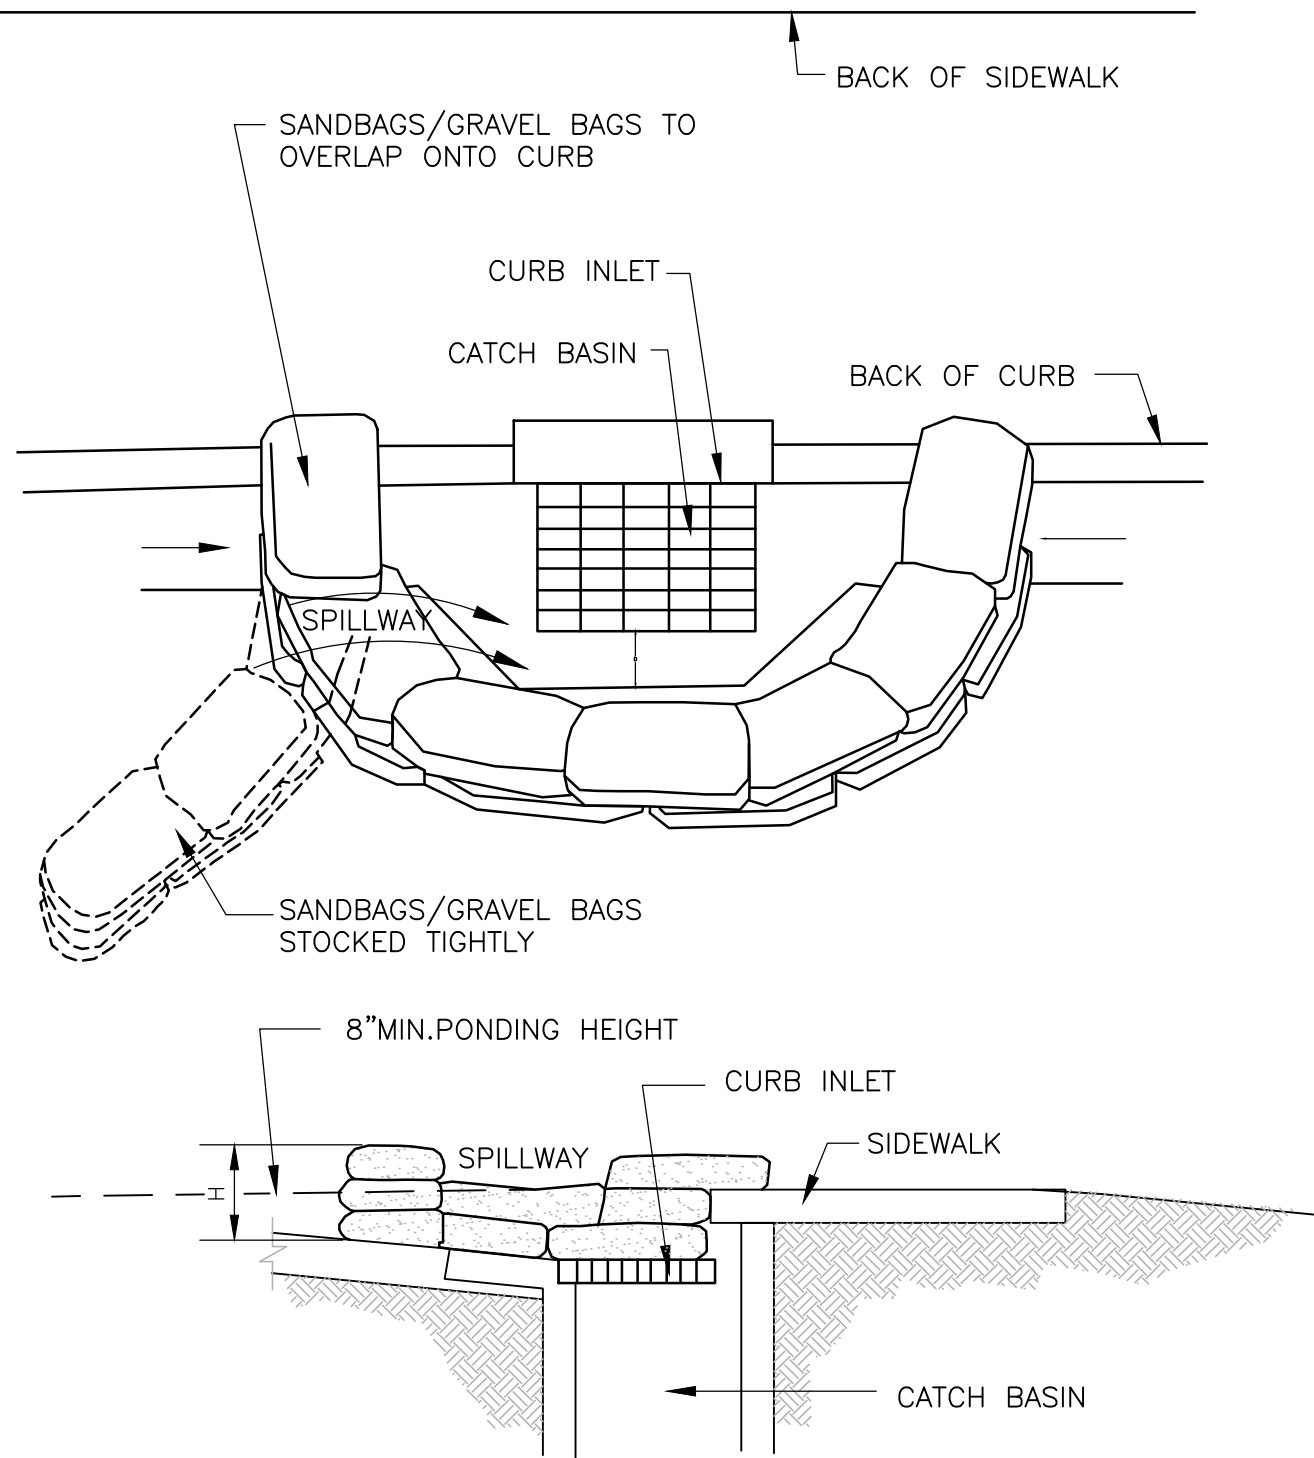 BACK OF SIDEWALK
SANDBAGS/GRAVEL BAGS TO
OVERLAP ONTO CURB
CURB INLET
CATCH BASIN
BACK OF CURB
SPILLWAY
D
SANDBAGS/GRAVEL BAGS
STOCKED TIGHTLY
8”MIN.PONDING HEIGHT
CURB INLET
SIDEWALK
SPILLWAY
H
CATCH BASIN